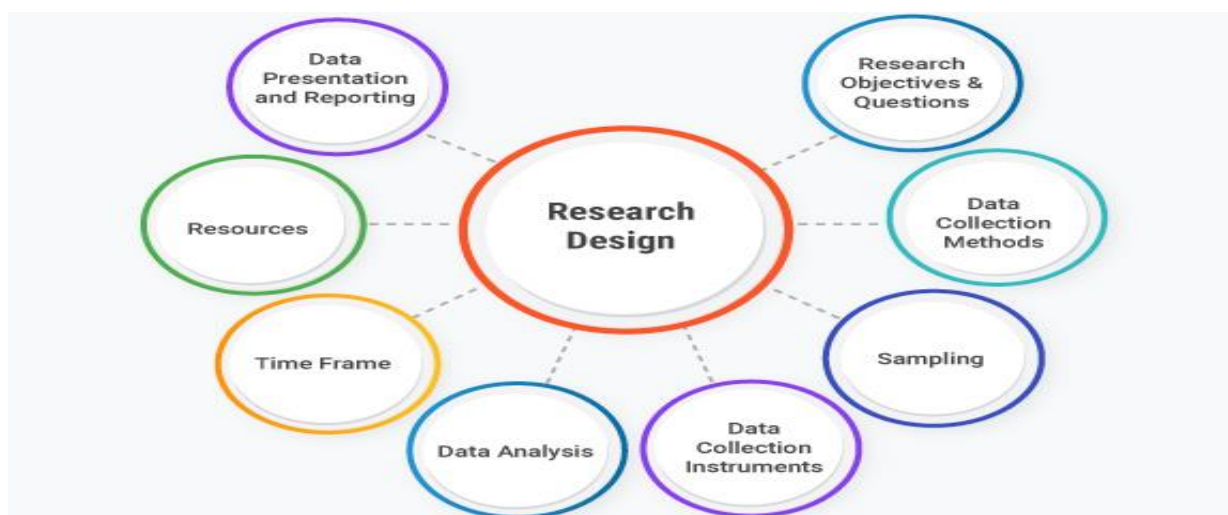 Research
Design
Research
Objectives &
Questions
Data
Collection
Methods
Sampling
Data
Collection
Instruments
Data Analysis
Time Frame
Resources
Data
Presentation
and Reporting